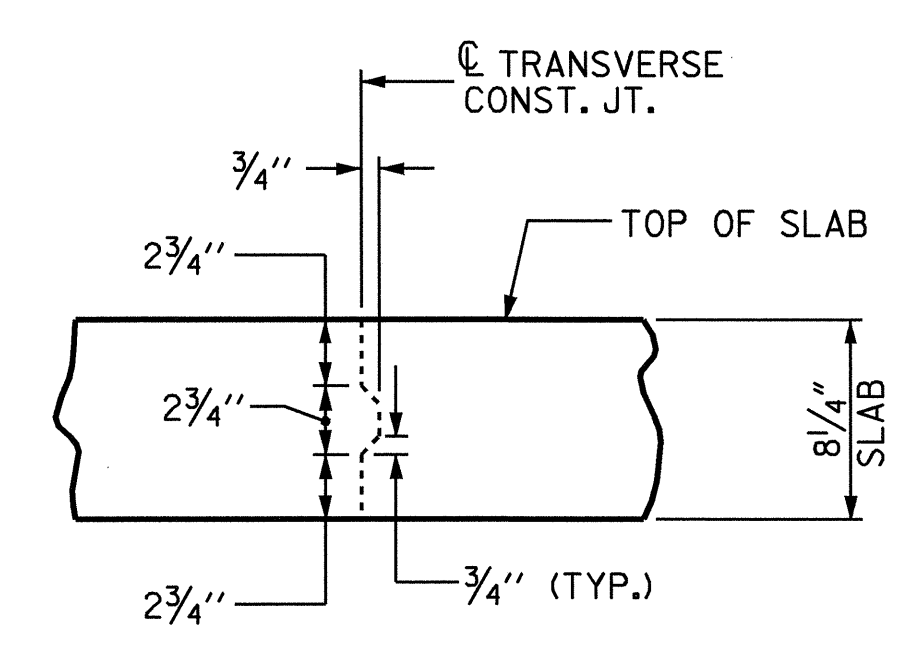 ℄ TRANSVERSE
CONST. JT.
3/4"
TOP OF SLAB
2 3/4"
2 3/4"
8 1/4"
SLAB
3/4" (TYP.)
2 3/4"